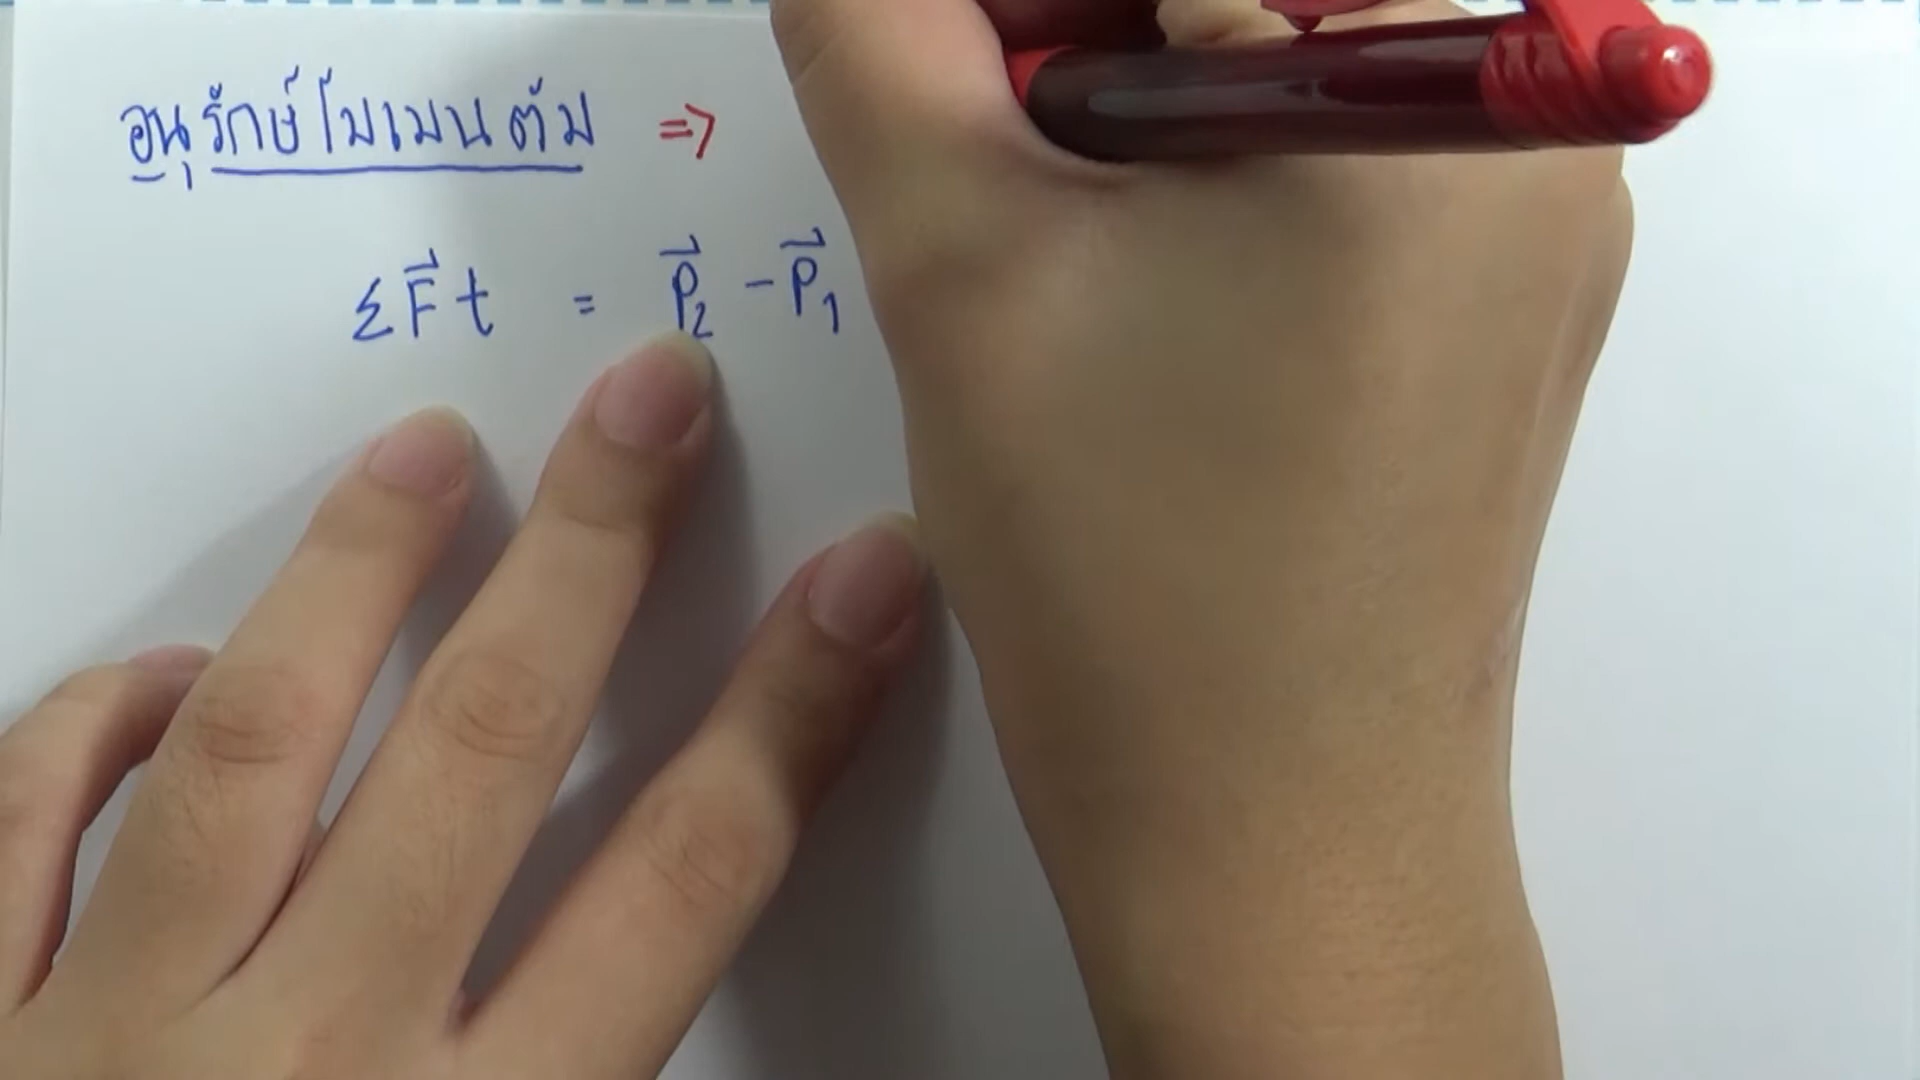 อนุรักษ์โมเมนตัม =>
ΣF⃗t = P⃗₂ - P⃗₁